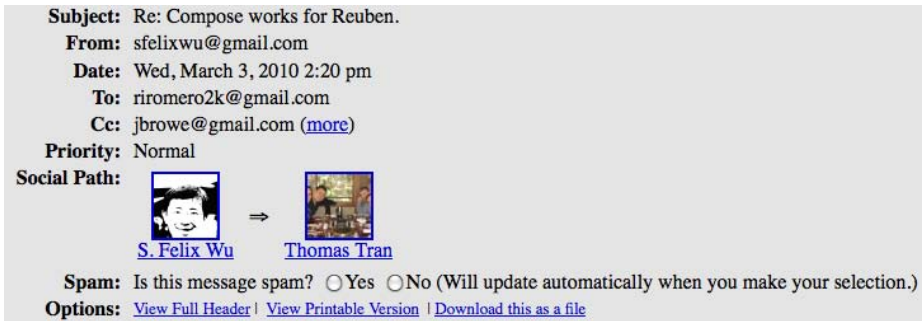 Subject: Re: Compose works for Reuben.
From: sfelixwu@gmail.com
Date: Wed, March 3, 2010 2:20 pm
To: riromero2k@gmail.com
Cc: jbrowe@gmail.com (more)
Priority: Normal
Social Path:
⇒
S. Felix Wu Thomas Tran
Spam: Is this message spam? Yes No (Will update automatically when you make your selection.)
Options: View Full Header | View Printable Version | Download this as a file